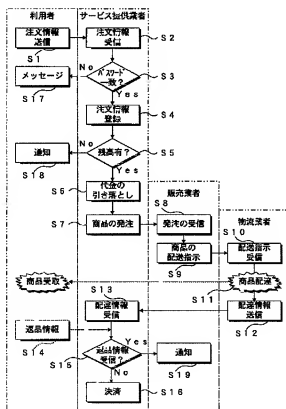 利用者
サービス提供業者
注文情報
送信
S1
注文情報
受信
S2
パスワード
一致?
S3
No
Yes
メッセージ
S17
注文情報
登録
S4
残高有?
S5
No
Yes
通知
S18
代金の
引き落とし
S6
商品の発注
S7
販売業者
S8
発注の受信
商品の
配送指示
S9
物流業者
S10
配送指示
受信
商品受取
商品配達
S11
S13
配達情報
受信
配達情報
送信
S12
返品情報
S14
返品情報
受信?
S15
Yes
No
通知
S19
決済
S16